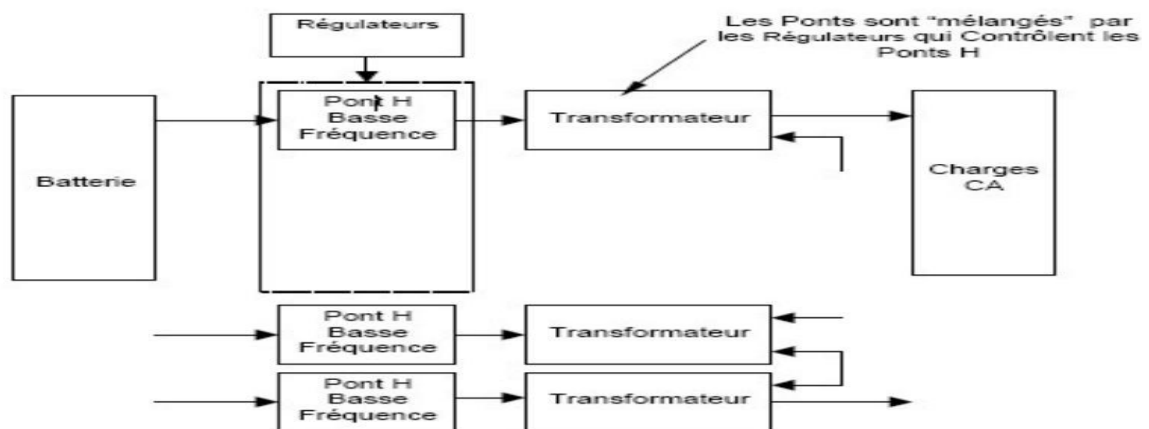 Régulateurs
Les Ponts sont "mélangés" par
les Régulateurs qui Contrôlent les
Ponts H
Batterie
Pont H
Basse
Fréquence
Transformateur
Charges
CA
Pont H
Basse
Fréquence
Transformateur
Pont H
Basse
Fréquence
Transformateur